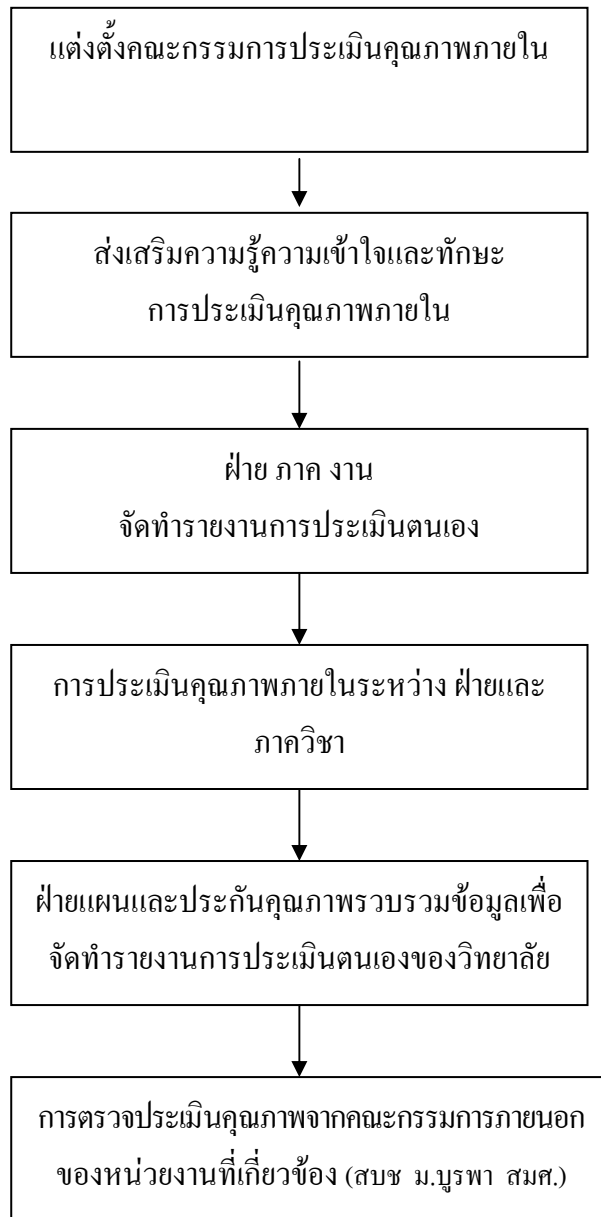 แต่งตั้งคณะกรรมการประเมินคุณภาพภายใน
ส่งเสริมความรู้ความเข้าใจและทักษะ
การประเมินคุณภาพภายใน
ฝ่าย ภาค งาน
จัดทำรายงานการประเมินตนเอง
การประเมินคุณภาพภายในระหว่าง ฝ่ายและ
ภาควิชา
ฝ่ายแผนและประกันคุณภาพรวบรวมข้อมูลเพื่อ
จัดทำรายงานการประเมินตนเองของวิทยาลัย
การตรวจประเมินคุณภาพจากคณะกรรมการภายนอก
ของหน่วยงานที่เกี่ยวข้อง (สบช ม.บูรพา สมศ.)